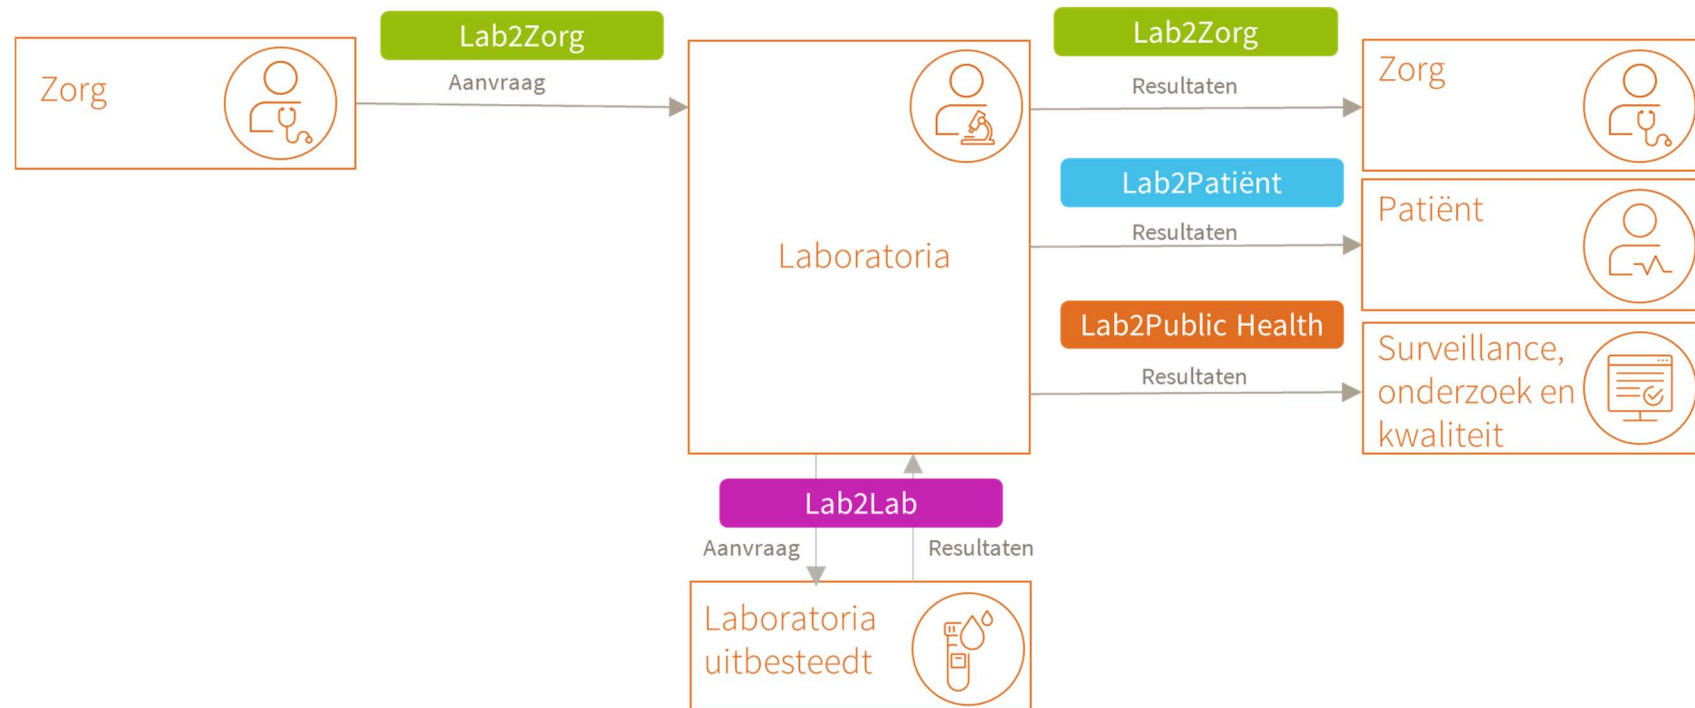 Lab2Zorg
Zorg
Aanvraag
Laboratoria
Lab2Zorg
Resultaten
Zorg
Lab2Patiënt
Resultaten
Patiënt
Lab2Public Health
Resultaten
Surveillance,
onderzoek en
kwaliteit
Lab2Lab
Aanvraag
Resultaten
Laboratoria
uitbesteedt